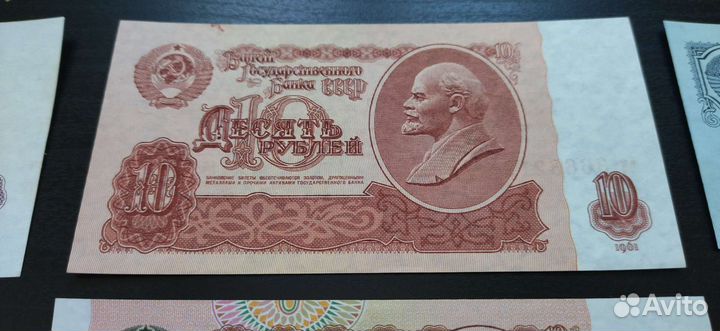 Билет
Государственного
Банка СССР
10
10
Десять
рублей
БАНКОВСКИЕ БИЛЕТЫ ОБЕСПЕЧИВАЮТСЯ ЗОЛОТОМ, ДРАГОЦЕННЫМИ
МЕТАЛЛАМИ И ПРОЧИМИ АКТИВАМИ ГОСУДАРСТВЕННОГО БАНКА
10
10
1961
Avito